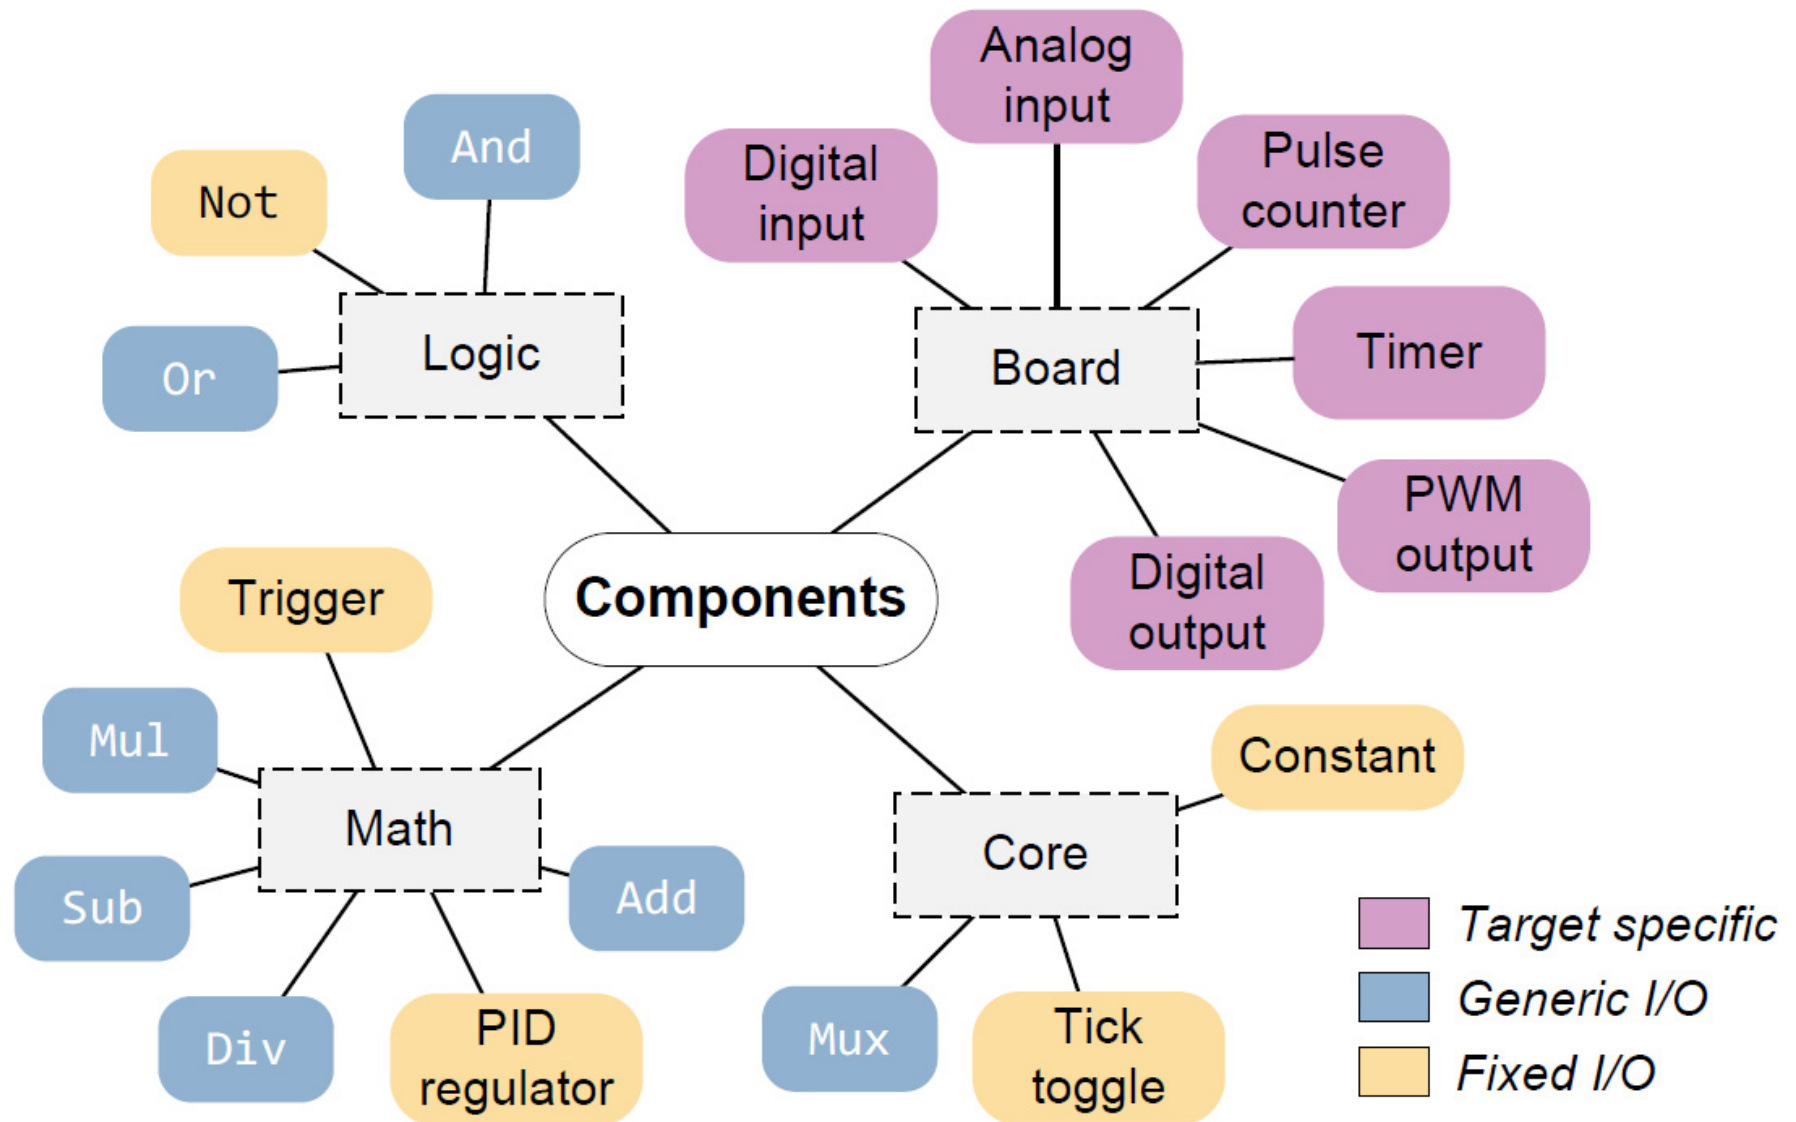 Analog
input
And
Digital
input
Pulse
counter
Not
Timer
Logic
Board
Or
PWM
output
Digital
output
Components
Trigger
Mul
Constant
Math
Core
Sub
Add
Target specific
Generic I/O
Fixed I/O
Div
PID
regulator
Mux
Tick
toggle